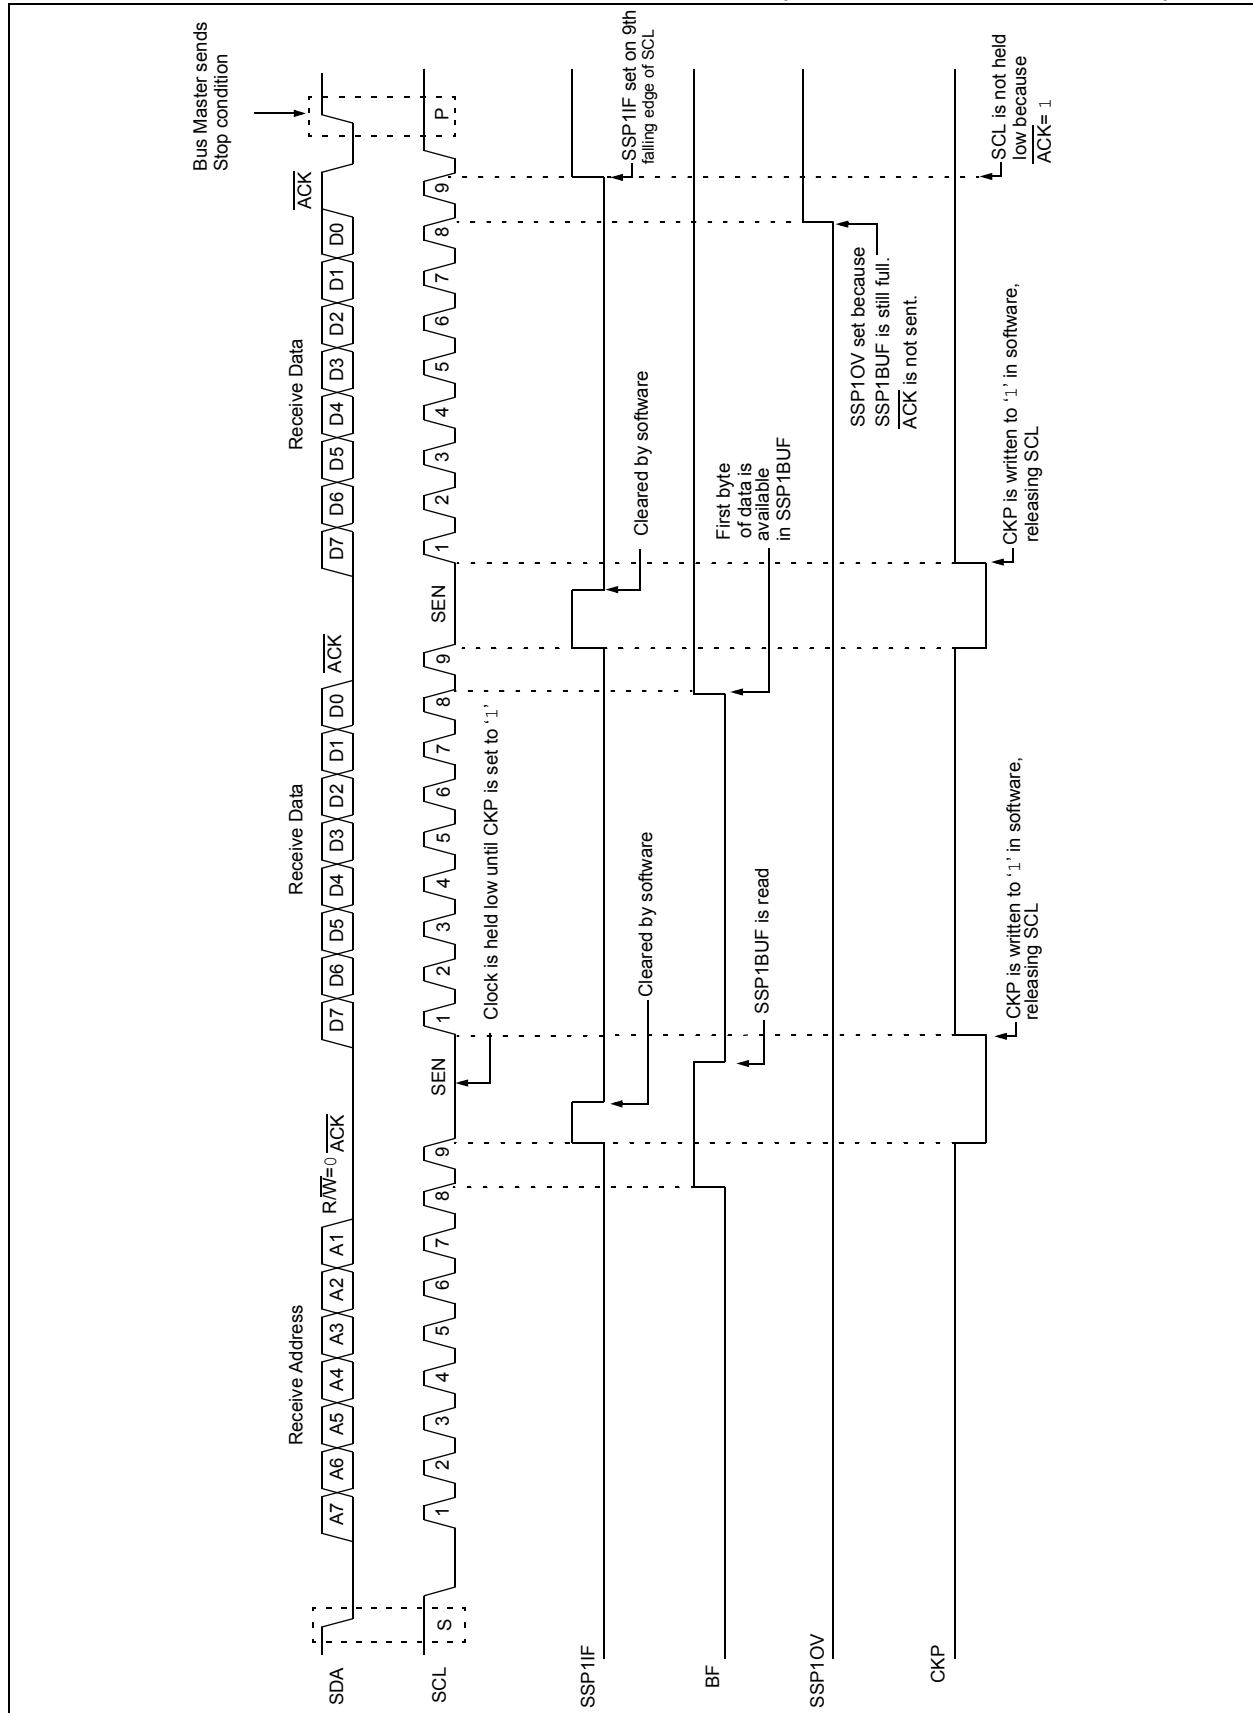 Bus Master sends
Stop condition
Receive Address
Receive Data
Receive Data
SDA
A7 A6 A5 A4 A3 A2 A1 R/W=0 ACK D7 D6 D5 D4 D3 D2 D1 D0 ACK D7 D6 D5 D4 D3 D2 D1 D0 ACK
SCL
S 1 2 3 4 5 6 7 8 9 SEN 1 2 3 4 5 6 7 8 9 SEN 1 2 3 4 5 6 7 8 9 P
Clock is held low until CKP is set to ‘1’
SSP1IF
Cleared by software
Cleared by software
SSP1IF set on 9th
falling edge of SCL
BF
SSP1BUF is read
First byte
of data is
available
in SSP1BUF
SSP1OV
SSP1OV set because
SSP1BUF is still full.
ACK is not sent.
CKP
CKP is written to ‘1’ in software,
releasing SCL
CKP is written to ‘1’ in software,
releasing SCL
SCL is not held
low because
ACK= 1